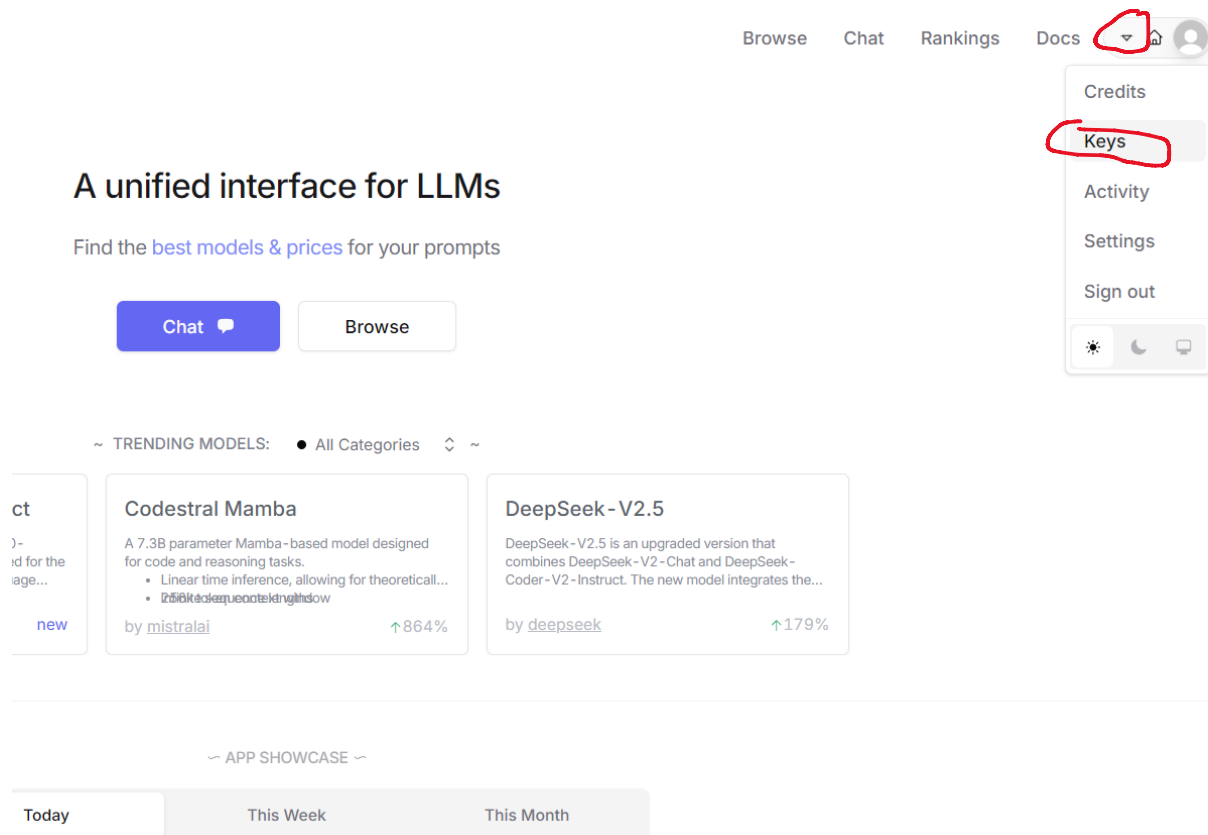 Browse Chat Rankings Docs
Credits
Keys
Activity
Settings
Sign out
A unified interface for LLMs
Find the best models & prices for your prompts
Chat Browse
~ TRENDING MODELS: All Categories ~
ct
ed for the
new
Codestral Mamba
A 7.3B parameter Mamba-based model designed
for code and reasoning tasks.
• Linear time inference, allowing for theoreticall...
by mistralai ↑864%
DeepSeek-V2.5
DeepSeek-V2.5 is an upgraded version that
combines DeepSeek-V2-Chat and DeepSeek-
Coder-V2-Instruct. The new model integrates the...
by deepseek ↑179%
~ APP SHOWCASE ~
Today This Week This Month